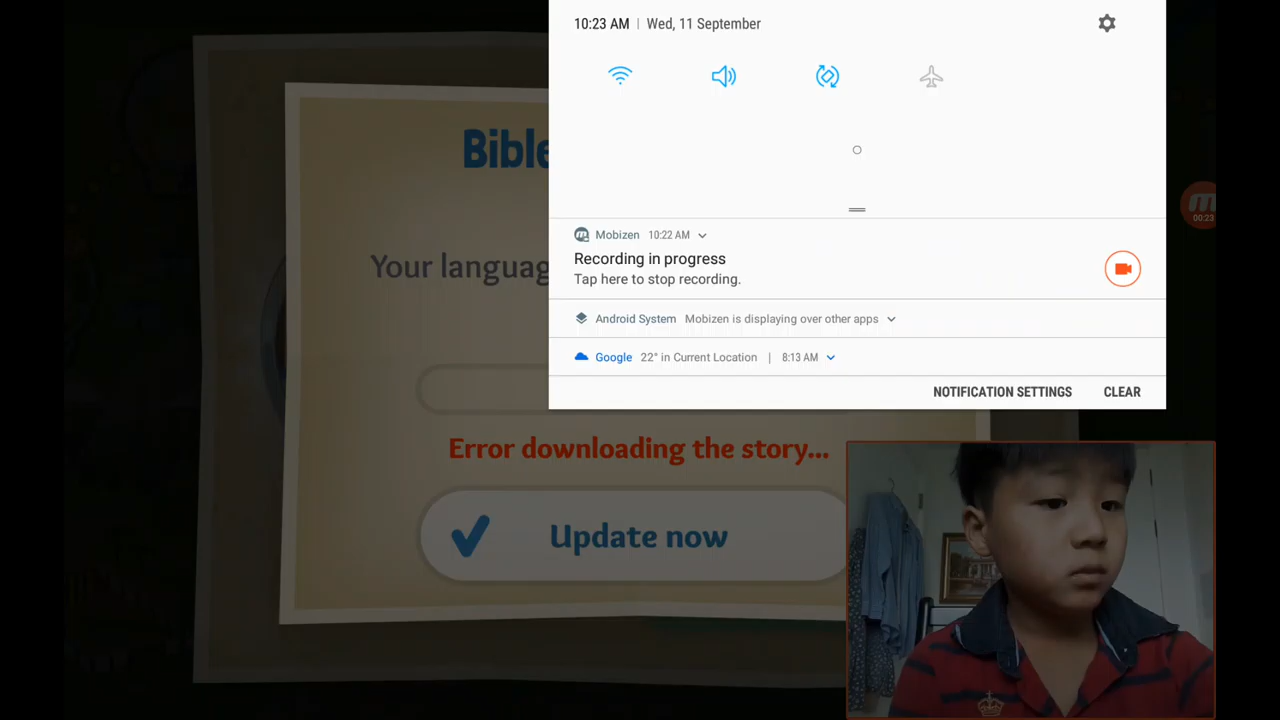 10:23 AM | Wed, 11 September
Mobizen 10:22 AM
Recording in progress
Tap here to stop recording.
Android System Mobizen is displaying over other apps
Google 22° in Current Location | 8:13 AM
NOTIFICATION SETTINGS CLEAR
00:23
Bible
Your languag
Error downloading the story...
Update now